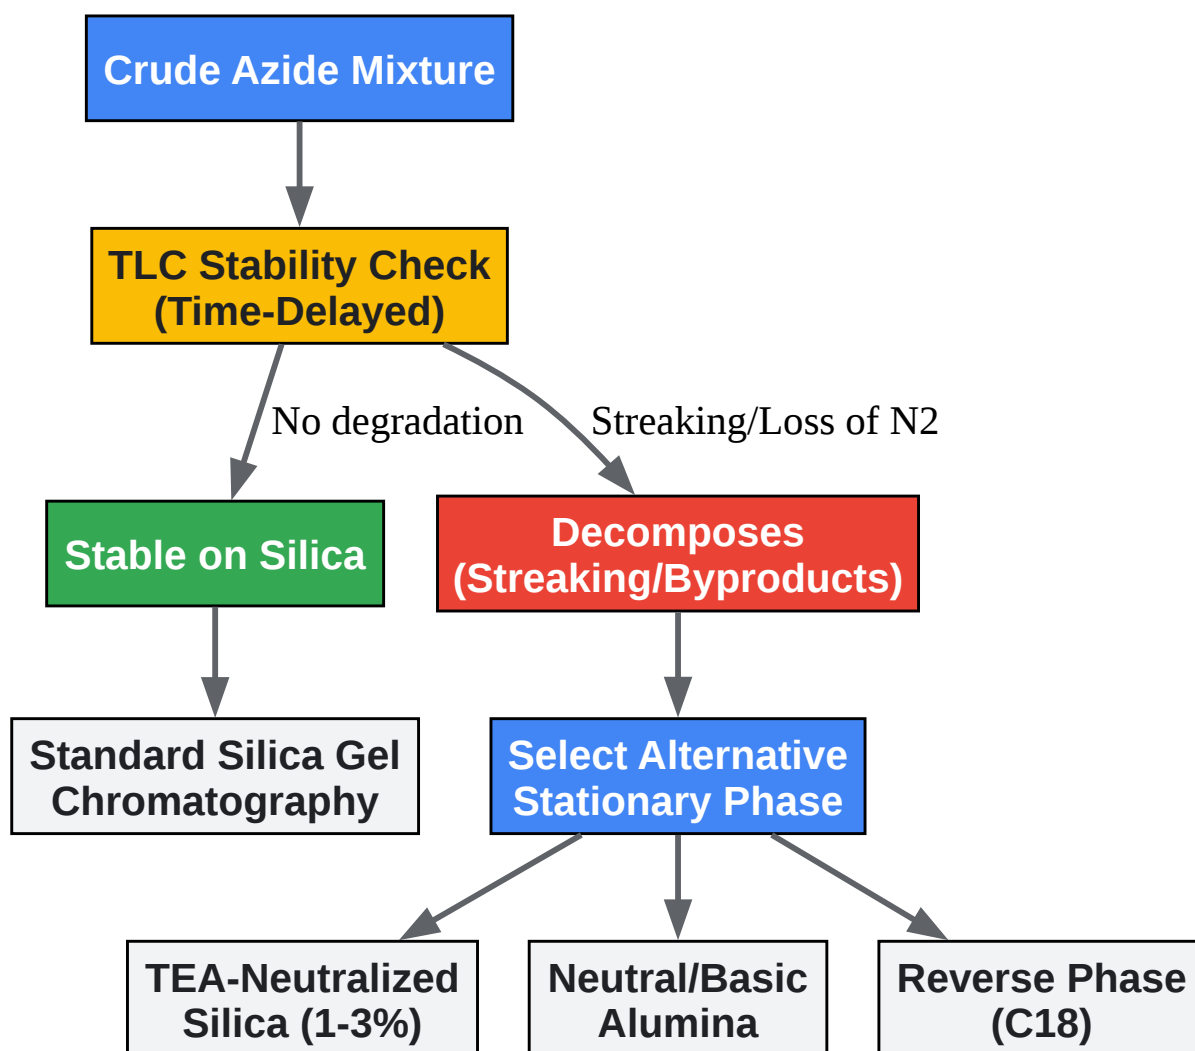 Crude Azide Mixture
TLC Stability Check
(Time-Delayed)
No degradation
Streaking/Loss of N2
Stable on Silica
Decomposes
(Streaking/Byproducts)
Standard Silica Gel
Chromatography
Select Alternative
Stationary Phase
TEA-Neutralized
Silica (1-3%)
Neutral/Basic
Alumina
Reverse Phase
(C18)